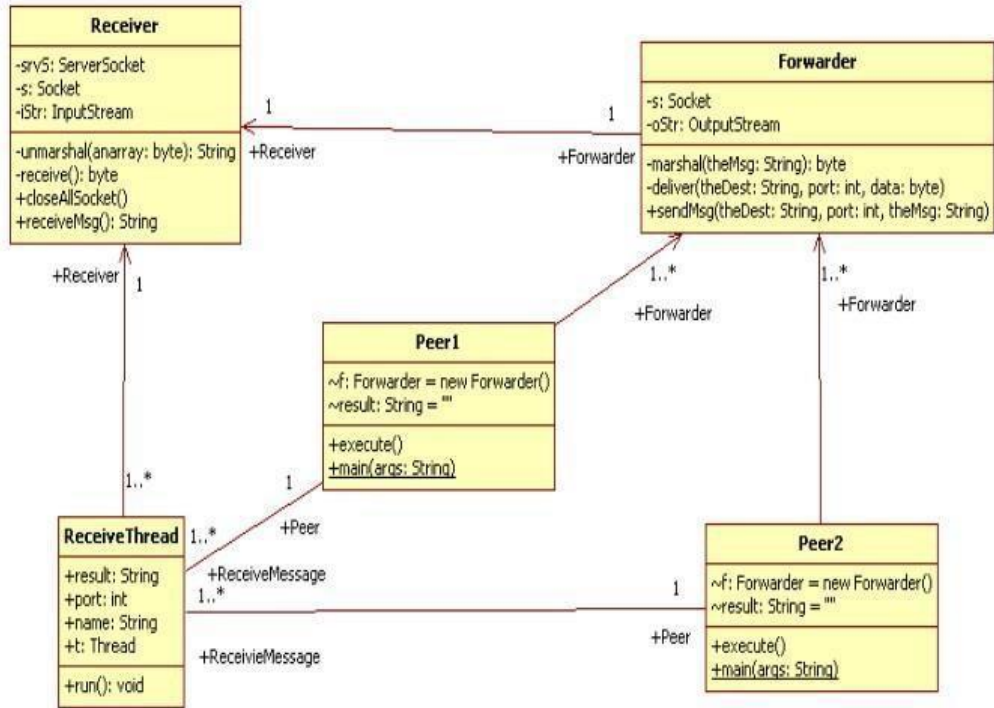 Receiver
-srvS: ServerSocket
-s: Socket
-iStr: InputStream
-unmarshal(anarray: byte): String
-receive(): byte
+closeAllSocket()
+receiveMsg(): String
Forwarder
-s: Socket
-oStr: OutputStream
-marshal(theMsg: String): byte
-deliver(theDest: String, port: int, data: byte)
+sendMsg(theDest: String, port: int, theMsg: String)
1
+Receiver
1
+Forwarder
+Receiver
1
1..*
+Forwarder
1..*
+Forwarder
Peer1
~f: Forwarder = new Forwarder()
~result: String = ""
+execute()
+main(args: String)
1..*
1
+Peer
1..*
+ReceiveMessage
ReceiveThread
+result: String
+port: int
+name: String
+t: Thread
+run(): void
1..*
+ReceivieMessage
1
+Peer
Peer2
~f: Forwarder = new Forwarder()
~result: String = ""
+execute()
+main(args: String)